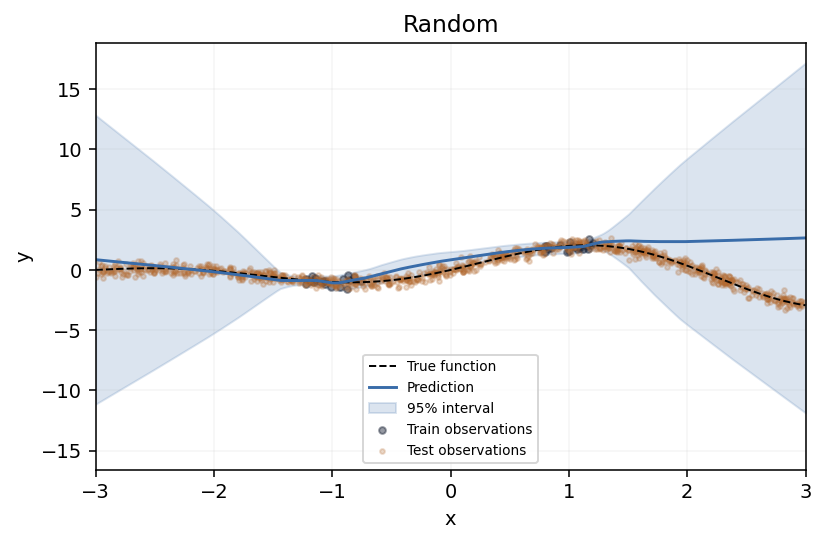 Random
15
10
5
0
−5
−10
−15
y
True function
Prediction
95% interval
Train observations
Test observations
−3
−2
−1
0
1
2
3
x